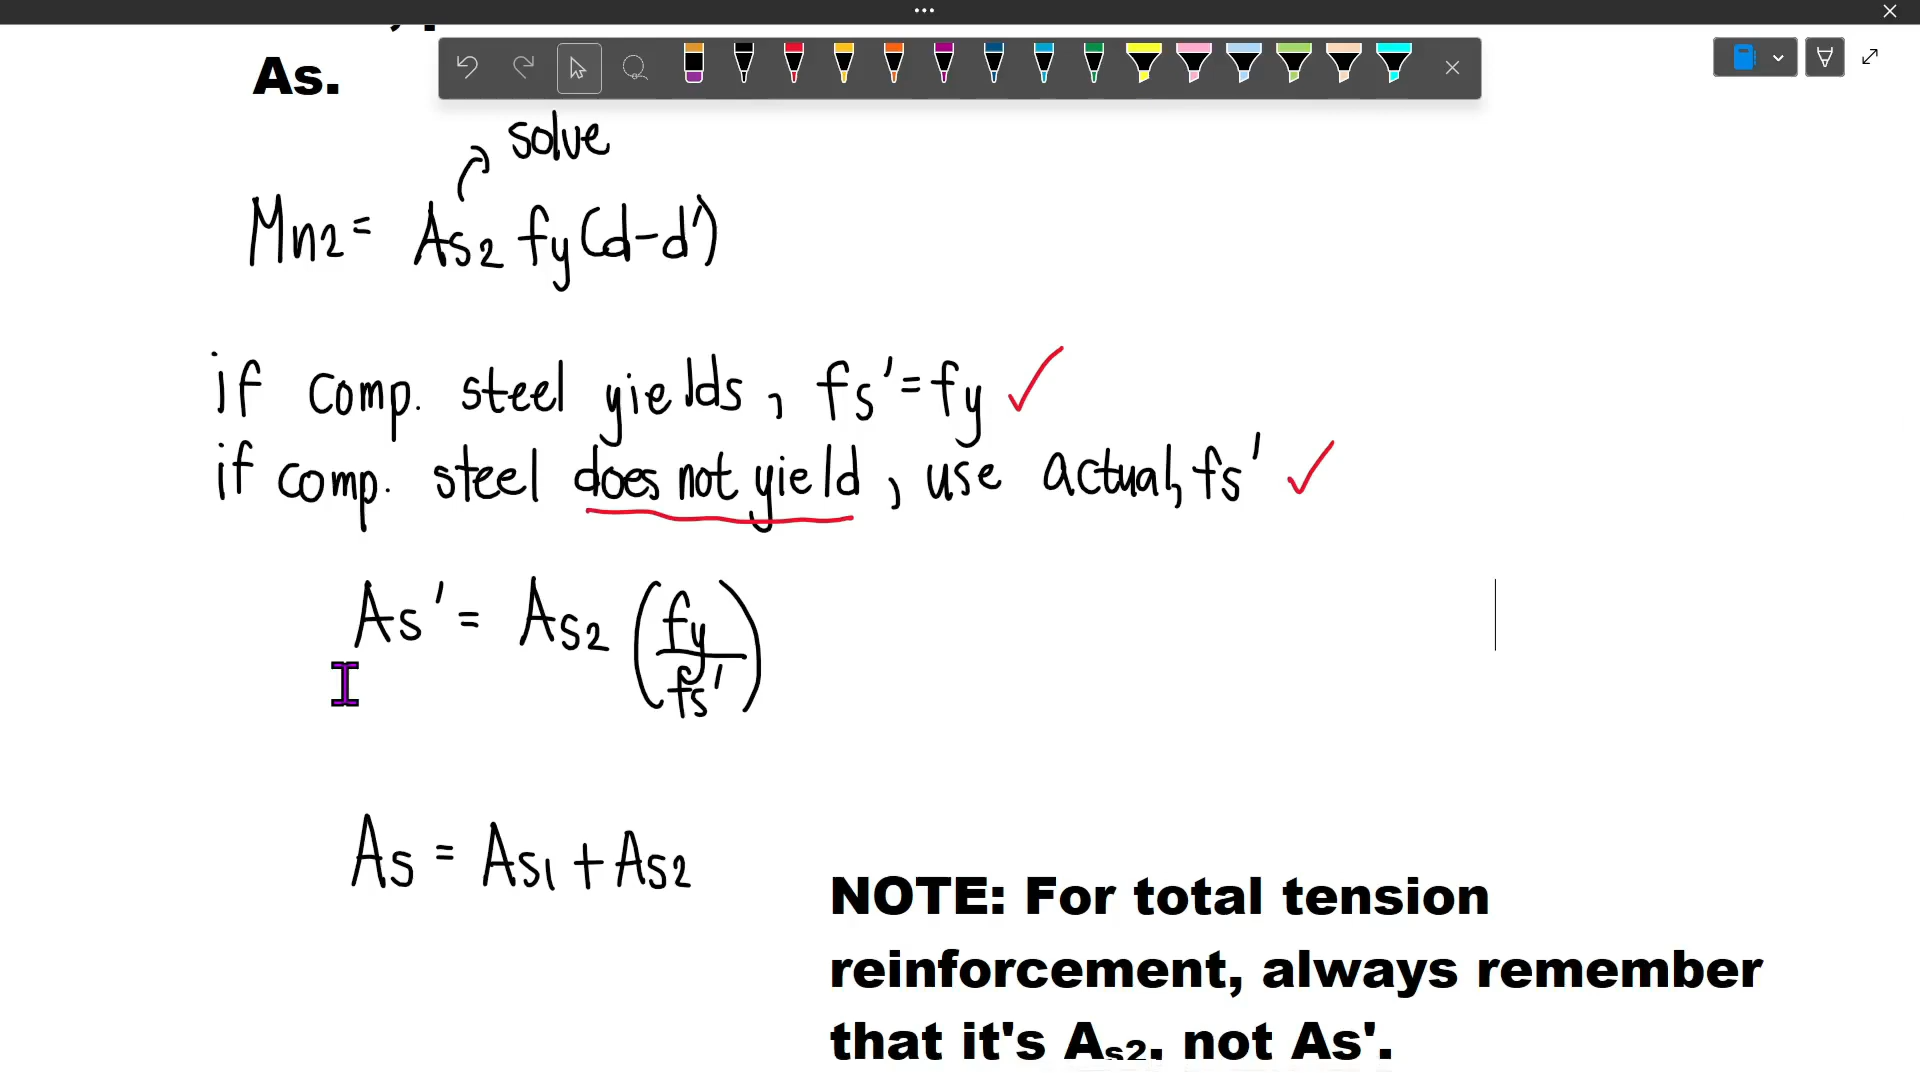 As.
solve
Mn2 = As2 fy (d-d')
if comp. steel yields, fs' = fy ✓
if comp. steel does not yield, use actual, fs' ✓
As' = As2 (fy/fs')
As = As1 + As2
NOTE: For total tension
reinforcement, always remember
that it's As2, not As'.